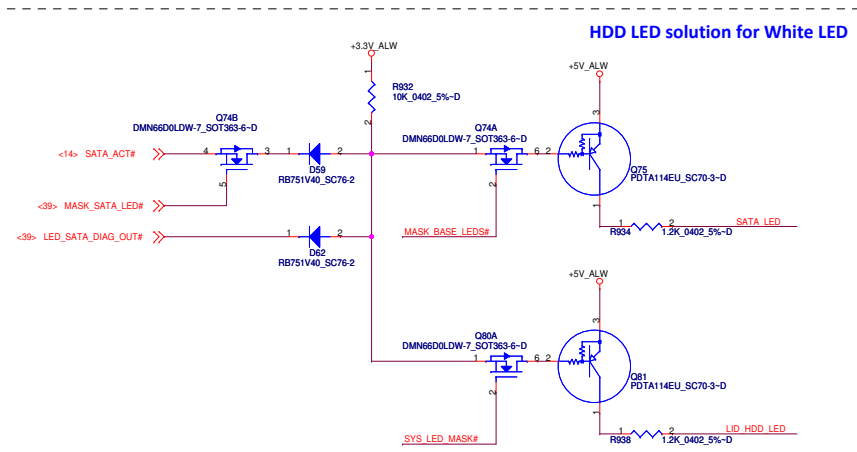 HDD LED solution for White LED
+3.3V_ALW
+5V_ALW
1
R932
10K_0402_5%~D
2
3
Q74B
DMN66D0LDW-7_SOT363-6~D
Q74A
DMN66D0LDW-7_SOT363-6~D
<14> SATA_ACT#
4
3
1
2
1
6
2
D59
RB751V40_SC76-2
Q75
PDTA114EU_SC70-3~D
5
2
<39> MASK_SATA_LED#
1
<39> LED_SATA_DIAG_OUT#
1
2
MASK_BASE_LEDS#
1
2
SATA_LED
R934
1.2K_0402_5%~D
D62
RB751V40_SC76-2
+5V_ALW
3
Q80A
DMN66D0LDW-7_SOT363-6~D
1
6
2
Q81
PDTA114EU_SC70-3~D
2
1
SYS_LED_MASK#
1
2
LID_HDD_LED
R938
1.2K_0402_5%~D